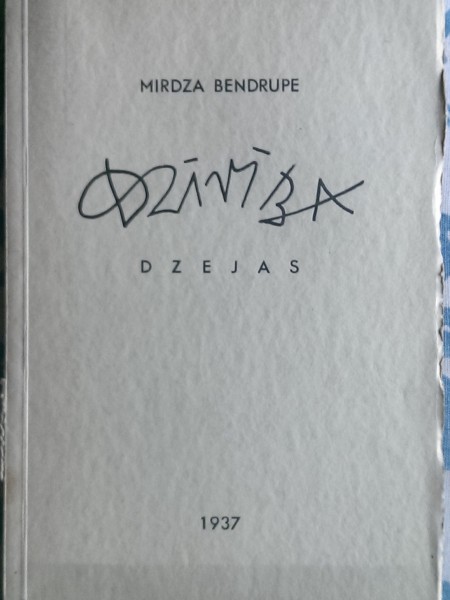 MIRDZA BENDRUPE
DZĪVĪBA
DZEJAS
1937